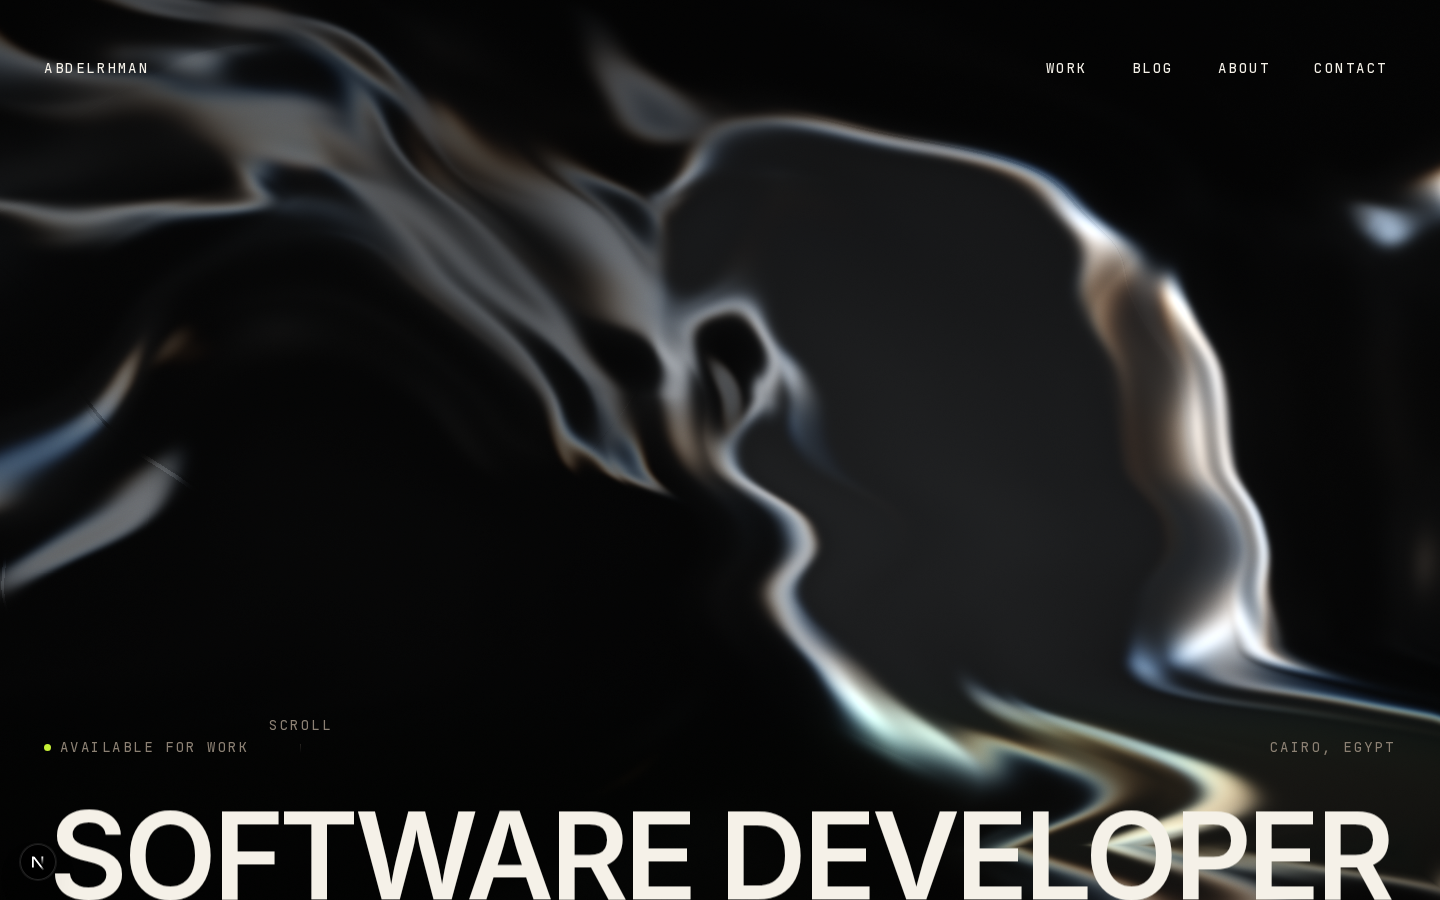 ABDELRHMAN
WORK BLOG ABOUT CONTACT
SCROLL
AVAILABLE FOR WORK
CAIRO, EGYPT
SOFTWARE DEVELOPER
N